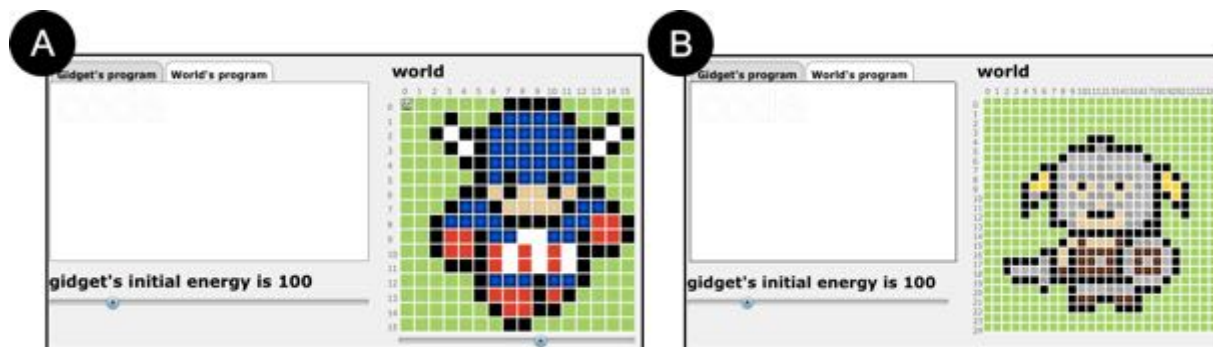 A
Gidget's program World's program
world
0 1 2 3 4 5 6 7 8 9 10 11 12 13 14 15
0
1
2
3
4
5
6
7
8
9
10
11
12
13
14
15
code
gidget's initial energy is 100
B
Gidget's program World's program
world
code
gidget's initial energy is 100